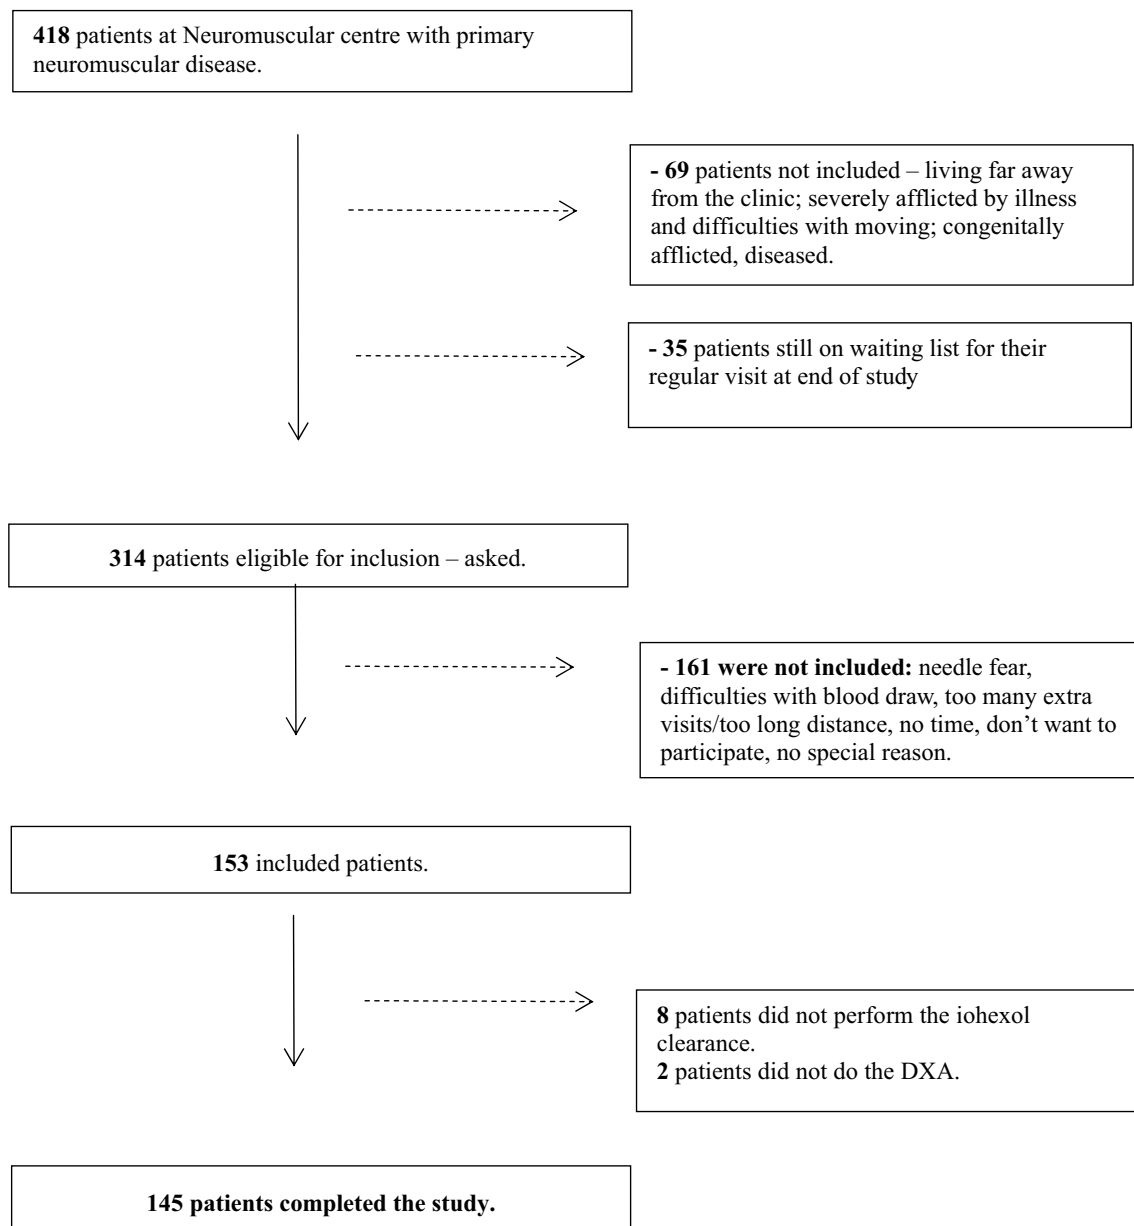 418 patients at Neuromuscular centre with primary
neuromuscular disease.
- 69 patients not included – living far away
from the clinic; severely afflicted by illness
and difficulties with moving; congenitally
afflicted, diseased.
- 35 patients still on waiting list for their
regular visit at end of study
314 patients eligible for inclusion – asked.
- 161 were not included: needle fear,
difficulties with blood draw, too many extra
visits/too long distance, no time, don’t want to
participate, no special reason.
153 included patients.
8 patients did not perform the iohexol
clearance.
2 patients did not do the DXA.
145 patients completed the study.